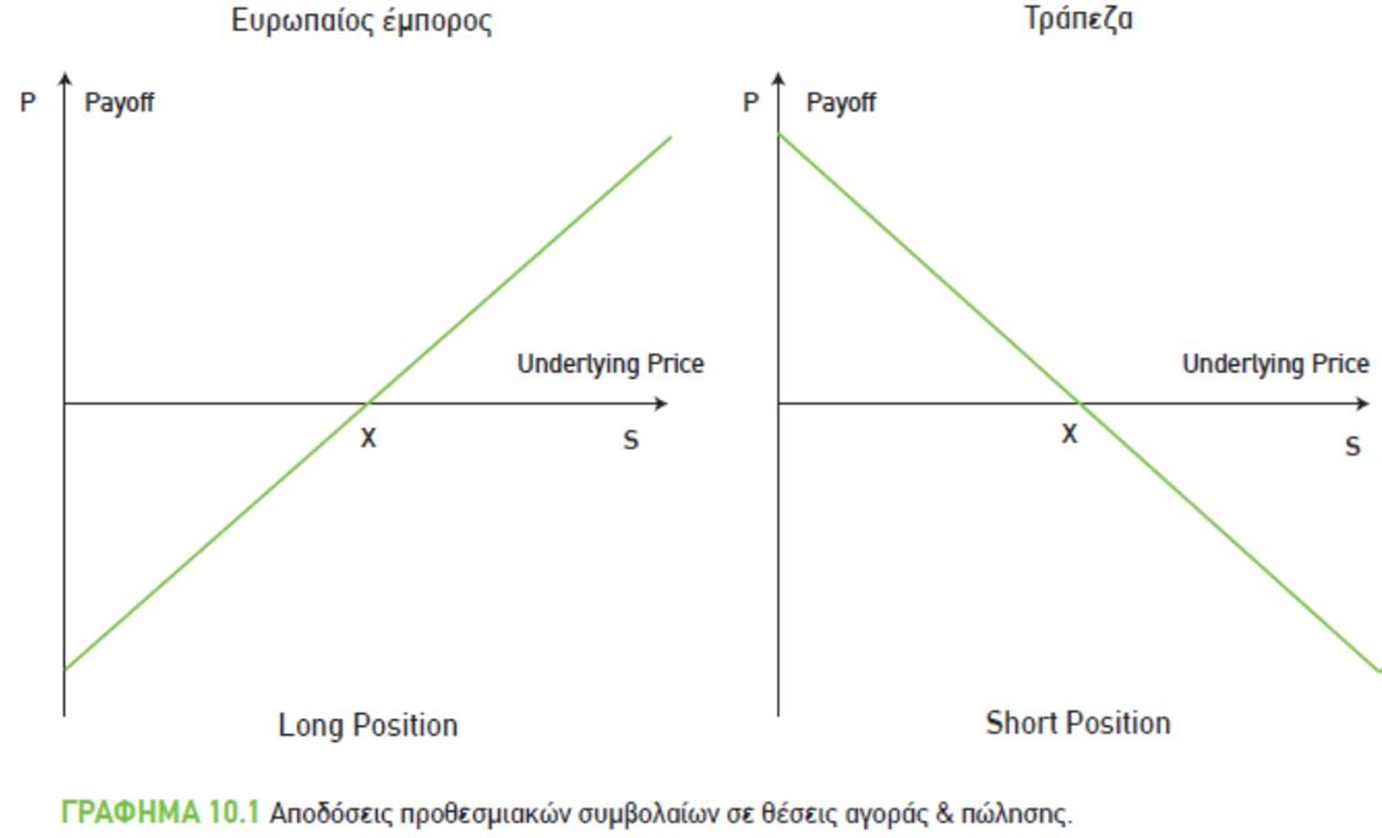 Ευρωπαίος έμπορος
P
Payoff
Underlying Price
X
S
Long Position
Τράπεζα
P
Payoff
Underlying Price
X
S
Short Position
ΓΡΑΦΗΜΑ 10.1 Αποδόσεις προθεσμιακών συμβολαίων σε θέσεις αγοράς & πώλησης.